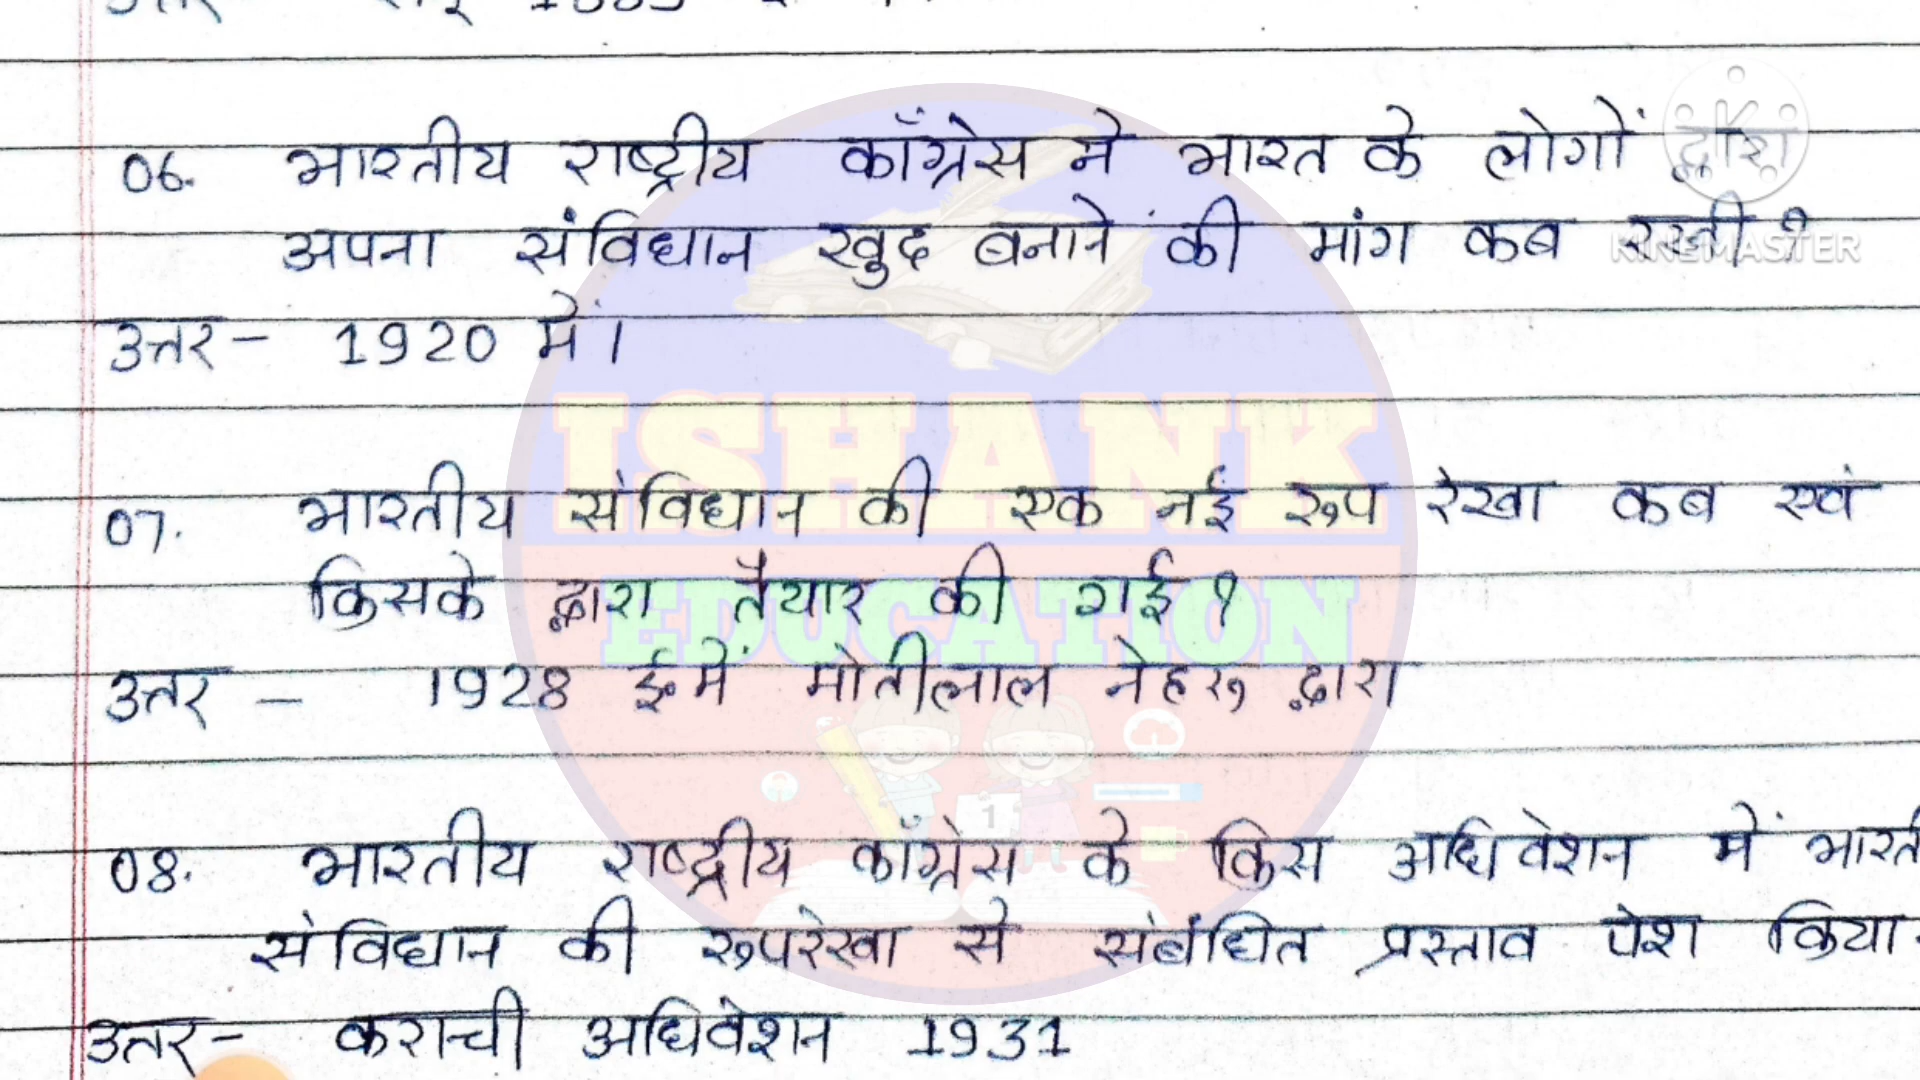 06. भारतीय राष्ट्रीय काँग्रेस ने भारत के लोगों द्वारा
अपना संविधान खुद बनाने की मांग कब रखी?
KINEMASTER
उत्तर - 1920 में।
ISHANK
07. भारतीय संविधान की एक नई रूप रेखा कब एवं
किसके द्वारा तैयार की गई?
EDUCATION
उत्तर - 1928 ई० में मोतीलाल नेहरू द्वारा
08. भारतीय राष्ट्रीय काँग्रेस के किस अधिवेशन में भारती
संविधान की रूपरेखा से संबंधित प्रस्ताव पेश किया
उत्तर - कराची अधिवेशन 1931